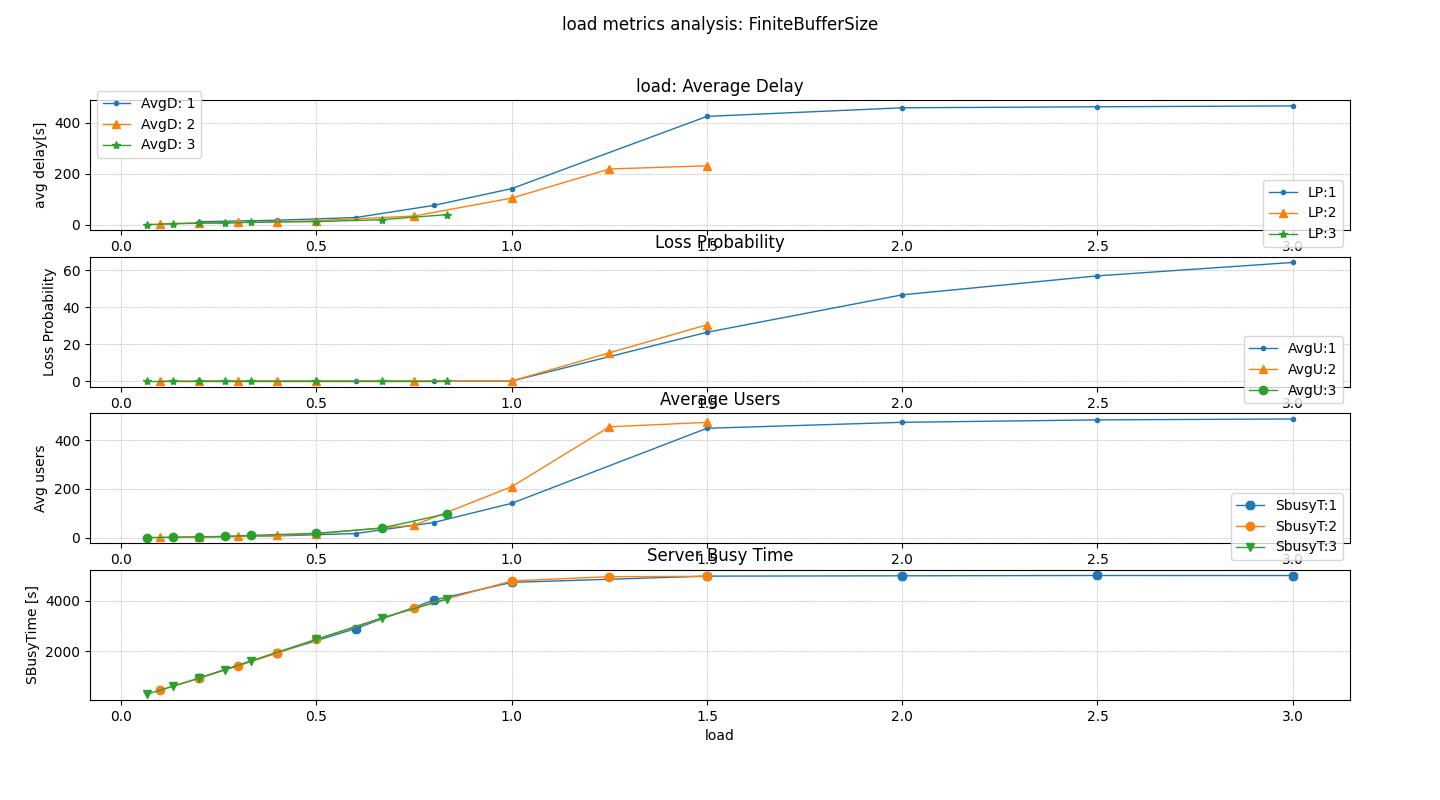 load metrics analysis: FiniteBufferSize
load: Average Delay
AvgD: 1
AvgD: 2
AvgD: 3
avg delay[s]
400
200
0
LP:1
LP:2
LP:3
0.0 0.5 1.0 1.5 2.0 2.5 3.0
Loss Probability
Loss Probability
60
40
20
0
AvgU:1
AvgU:2
AvgU:3
0.0 0.5 1.0 1.5 2.0 2.5 3.0
Average Users
Avg users
400
200
0
SbusyT:1
SbusyT:2
SbusyT:3
0.0 0.5 1.0 1.5 2.0 2.5 3.0
Server Busy Time
SBusyTime [s]
4000
2000
0.0 0.5 1.0 1.5 2.0 2.5 3.0
load